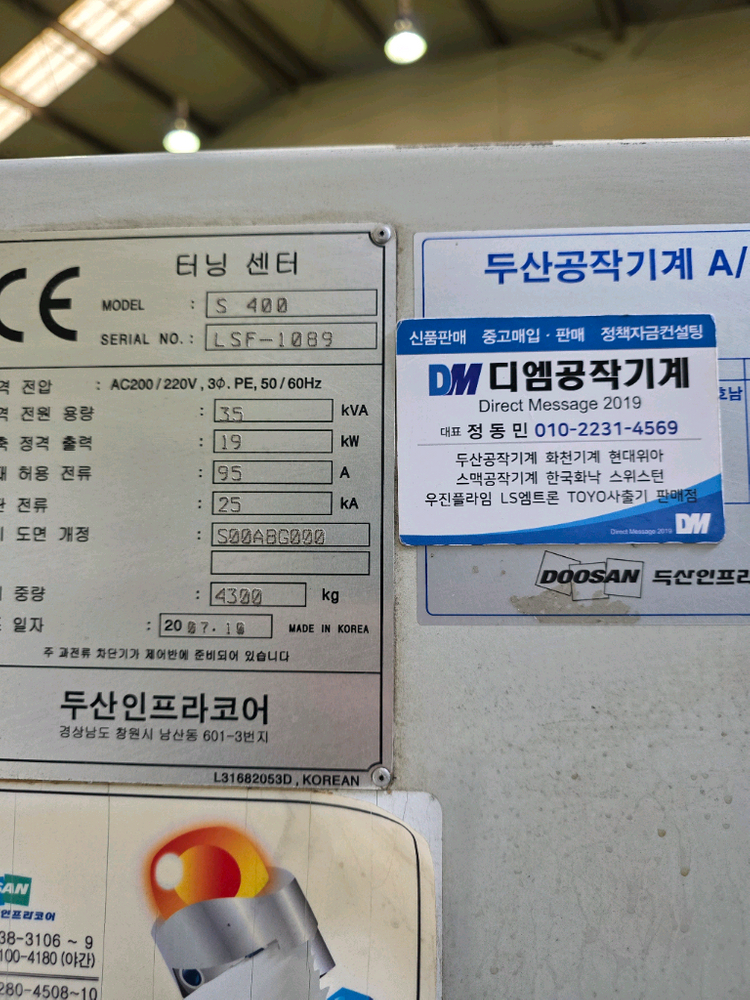 CE
터닝 센터
MODEL : S 400
SERIAL NO. : LSF-1089
격 전압 : AC200/220V, 3Φ. PE, 50/60Hz
격 전원 용량 : 35 kVA
축 정격 출력 : 19 kW
대 허용 전류 : 95 A
단 전류 : 25 kA
도면 개정 : S00ABG000
중량 : 4300 kg
일자 : 2007.10 MADE IN KOREA
주 과전류 차단기가 제어반에 준비되어 있습니다
두산인프라코어
경상남도 창원시 남산동 601-3번지
L31682053D, KOREAN
두산공작기계 A/
신품판매 중고매입 · 판매 정책자금컨설팅
DM 디엠공작기계
Direct Message 2019
대표 정동민 010-2231-4569
두산공작기계 화천기계 현대위아
스맥공작기계 한국화낙 스위스턴
우진플라임 LS엠트론 TOYO사출기 판매점
Direct Message 2019 DM
호남
DOOSAN 두산인프라
SAN
인프라코어
38-3106 ~ 9
100-4180 (야간)
280-4508~10